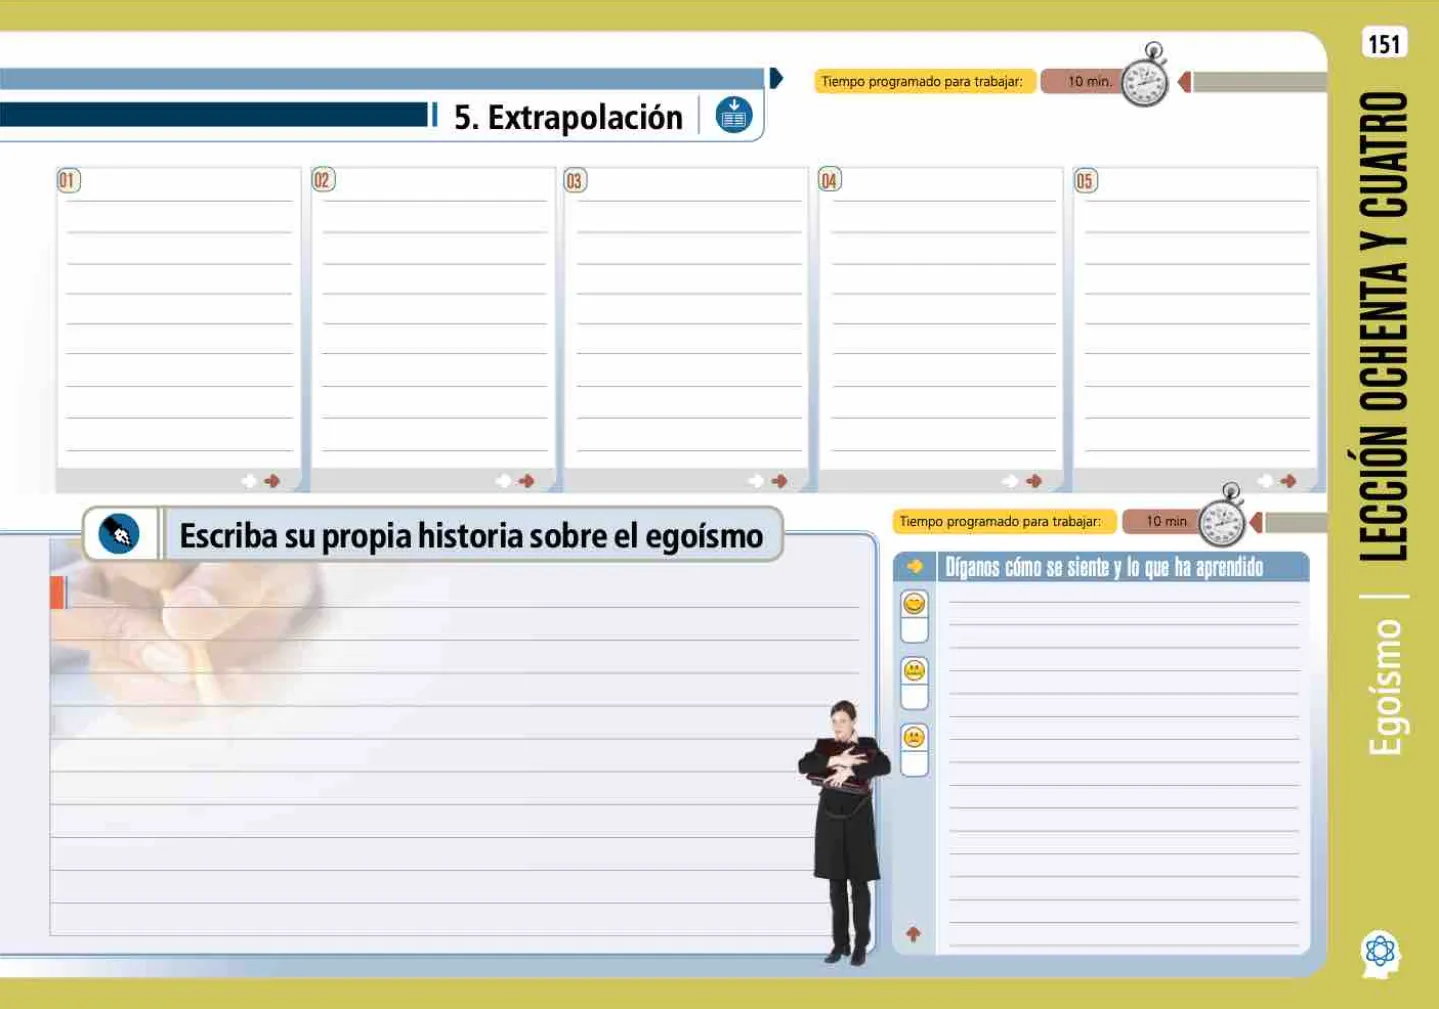 151
Tiempo programado para trabajar:
10 min.
5. Extrapolación
01
02
03
04
05
Escriba su propia historia sobre el egoísmo
Tiempo programado para trabajar:
10 min
Díganos cómo se siente y lo que ha aprendido
LECCIÓN OCHENTA Y CUATRO
Egoísmo